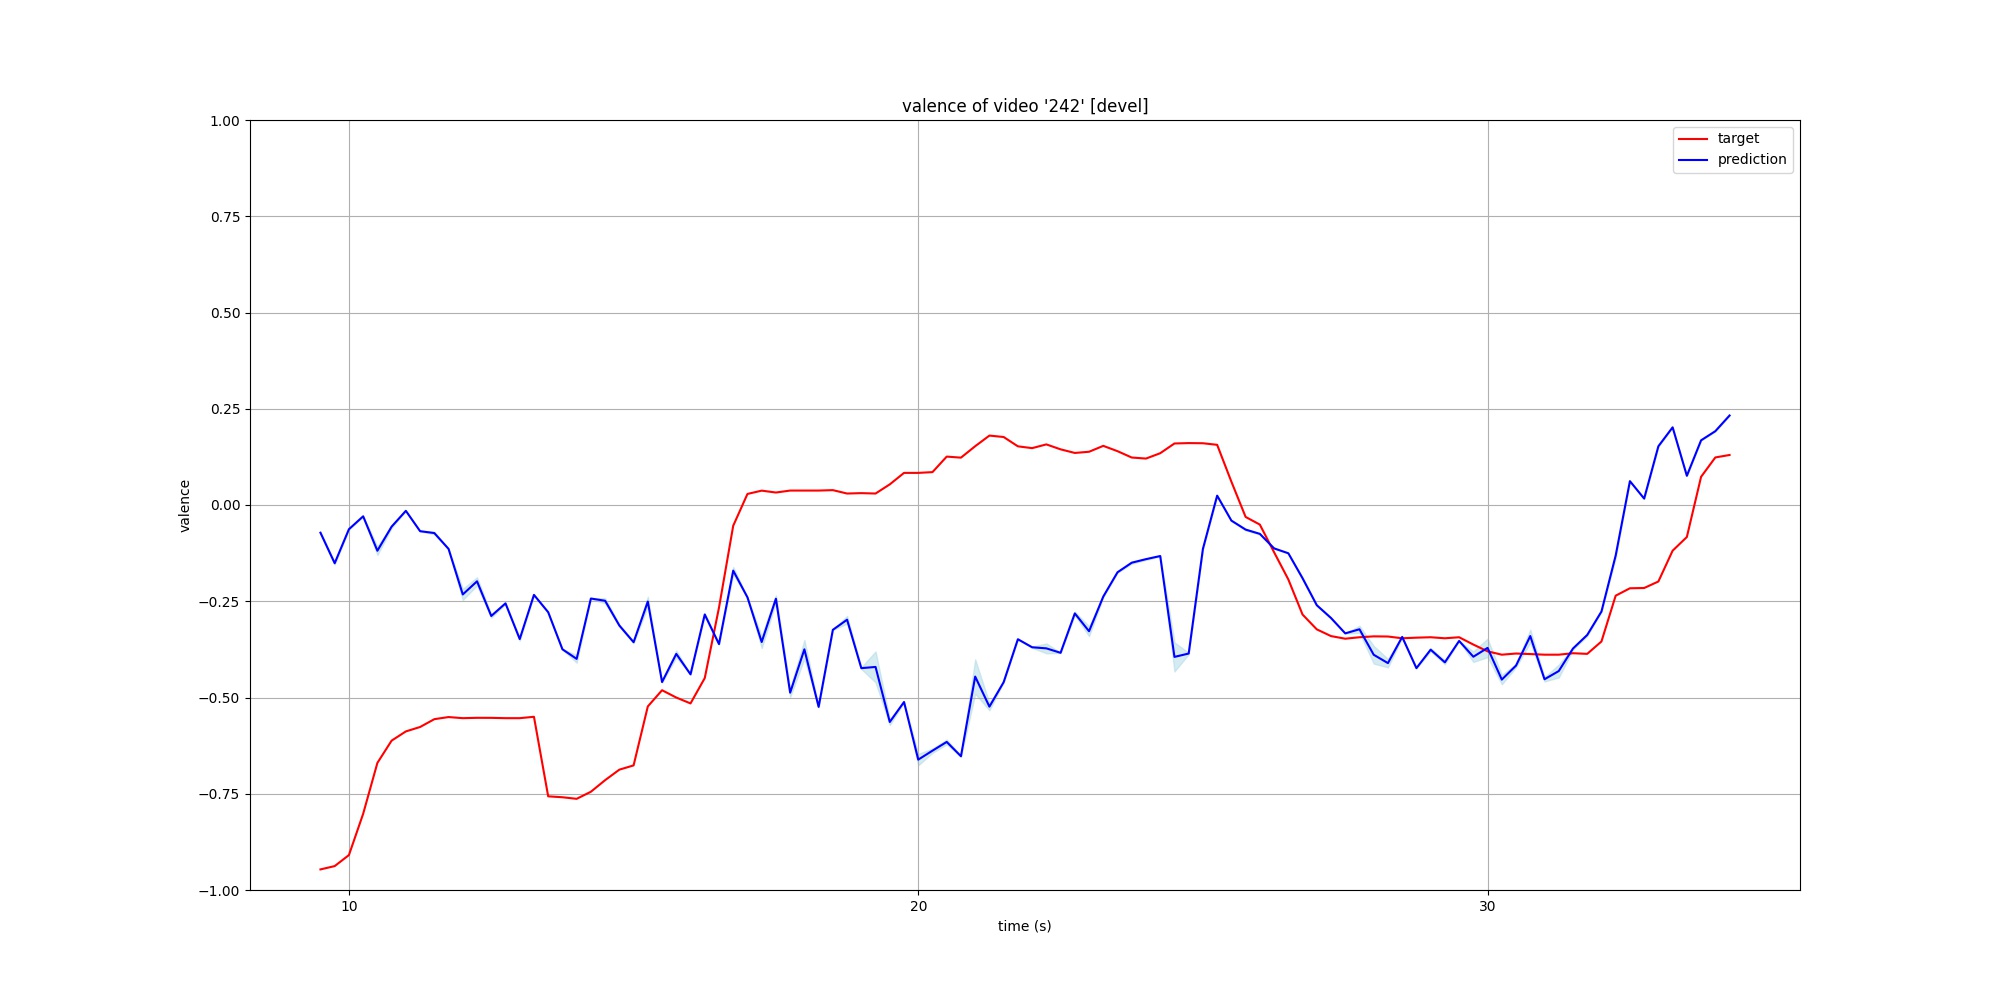 valence of video '242' [devel]
1.00
0.75
0.50
0.25
0.00
−0.25
−0.50
−0.75
−1.00
valence
target
prediction
10
20
30
time (s)